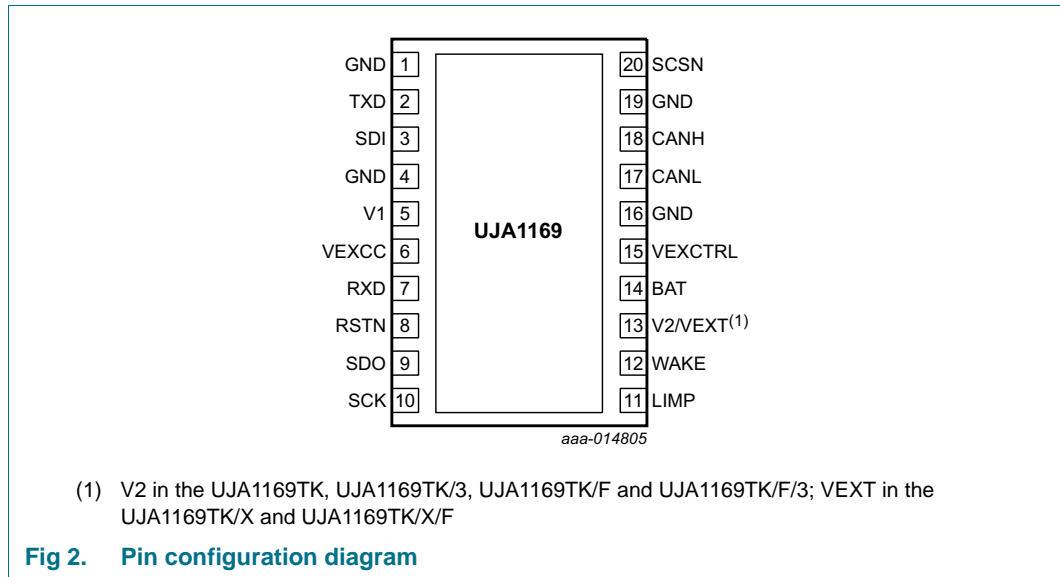 GND 1
TXD 2
SDI 3
GND 4
V1 5
VEXCC 6
RXD 7
RSTN 8
SDO 9
SCK 10
UJA1169
20 SCSN
19 GND
18 CANH
17 CANL
16 GND
15 VEXCTRL
14 BAT
13 V2/VEXT(1)
12 WAKE
11 LIMP
aaa-014805
(1) V2 in the UJA1169TK, UJA1169TK/3, UJA1169TK/F and UJA1169TK/F/3; VEXT in the
UJA1169TK/X and UJA1169TK/X/F
Fig 2. Pin configuration diagram